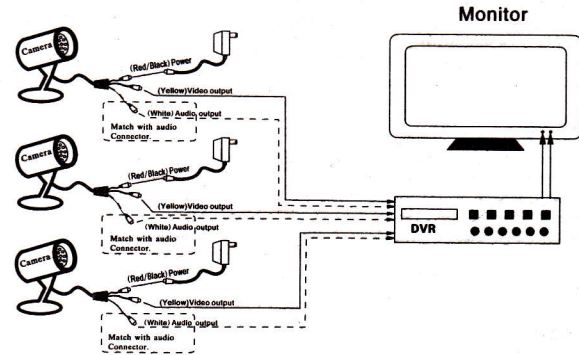 Monitor
Camera
(Red/Black) Power
(Yellow)Video output
(White) Audio output
Match with audio
Connector.
Camera
(Red/Black) Power
(Yellow)Video output
(White) Audio output
Match with audio
Connector.
DVR
Camera
(Red/Black) Power
(Yellow)Video output
(White) Audio output
Match with audio
Connector.